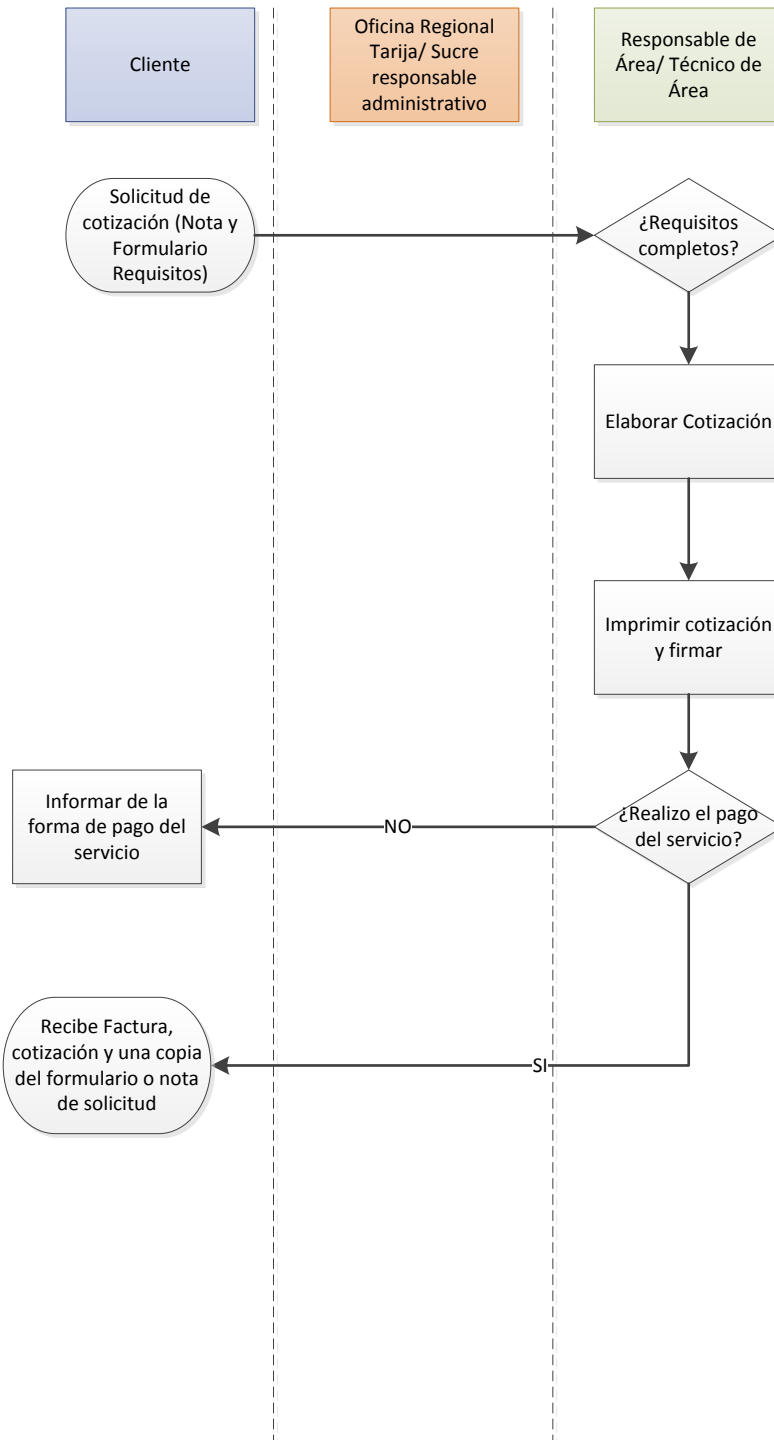 Cliente
Oficina Regional
Tarija/ Sucre
responsable
administrativo
Responsable de
Área/ Técnico de
Área
Solicitud de
cotización (Nota y
Formulario
Requisitos)
¿Requisitos
completos?
Elaborar Cotización
Imprimir cotización
y firmar
Informar de la
forma de pago del
servicio
NO
¿Realizo el pago
del servicio?
Recibe Factura,
cotización y una copia
del formulario o nota
de solicitud
SI